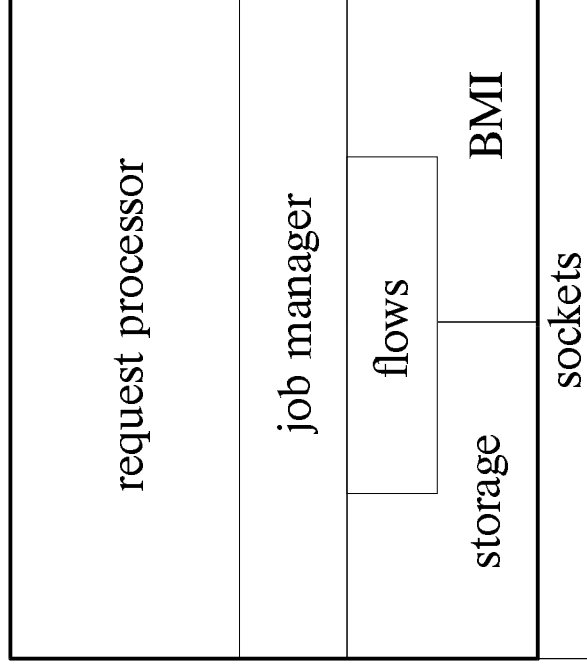 request processor
job manager
flows
storage
BMI
sockets